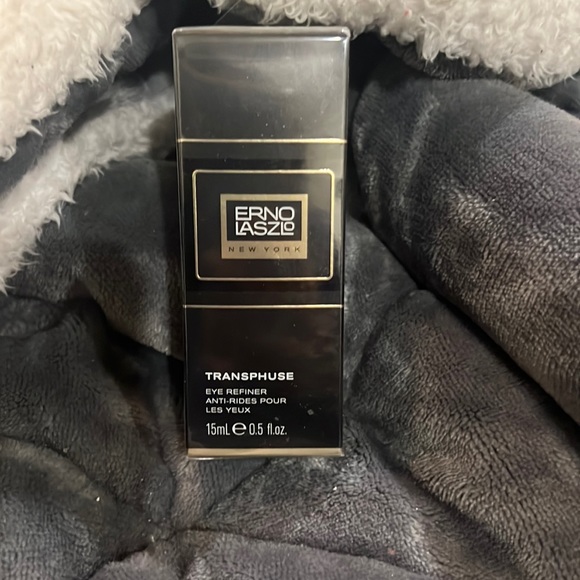 ERNO
LASZLO
NEW YORK
TRANSPHUSE
EYE REFINER
ANTI-RIDES POUR
LES YEUX
15mL e 0.5 fl.oz.